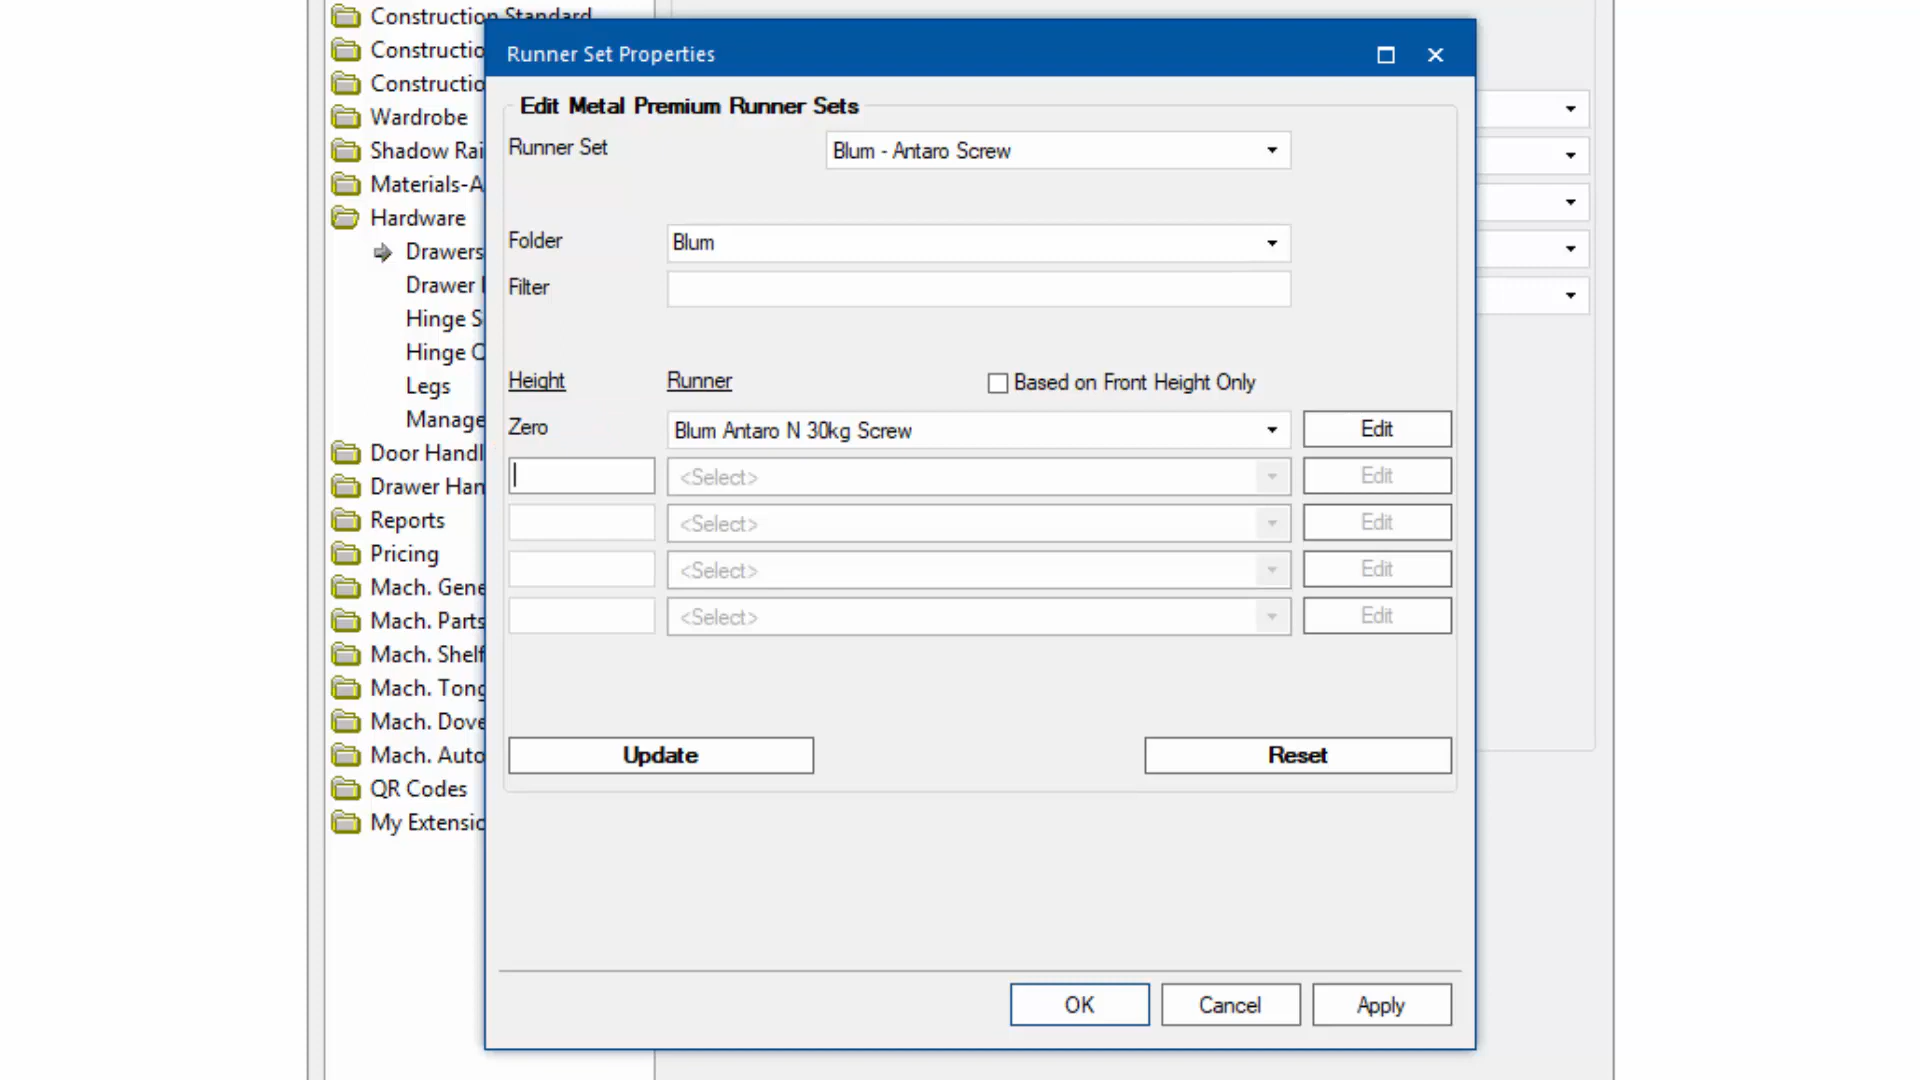 Construction Standard
Constructio
Constructio
Wardrobe
Shadow Rai
Materials-A
Hardware
Drawers
Drawer
Hinge S
Hinge C
Legs
Manage
Door Handl
Drawer Han
Reports
Pricing
Mach. Gene
Mach. Parts
Mach. Shelf
Mach. Tong
Mach. Dove
Mach. Auto
QR Codes
My Extensio
Runner Set Properties
Edit Metal Premium Runner Sets
Runner Set Blum - Antaro Screw
Folder Blum
Filter
Height Runner Based on Front Height Only
Zero Blum Antaro N 30kg Screw Edit
<Select> Edit
<Select> Edit
<Select> Edit
<Select> Edit
Update Reset
OK Cancel Apply